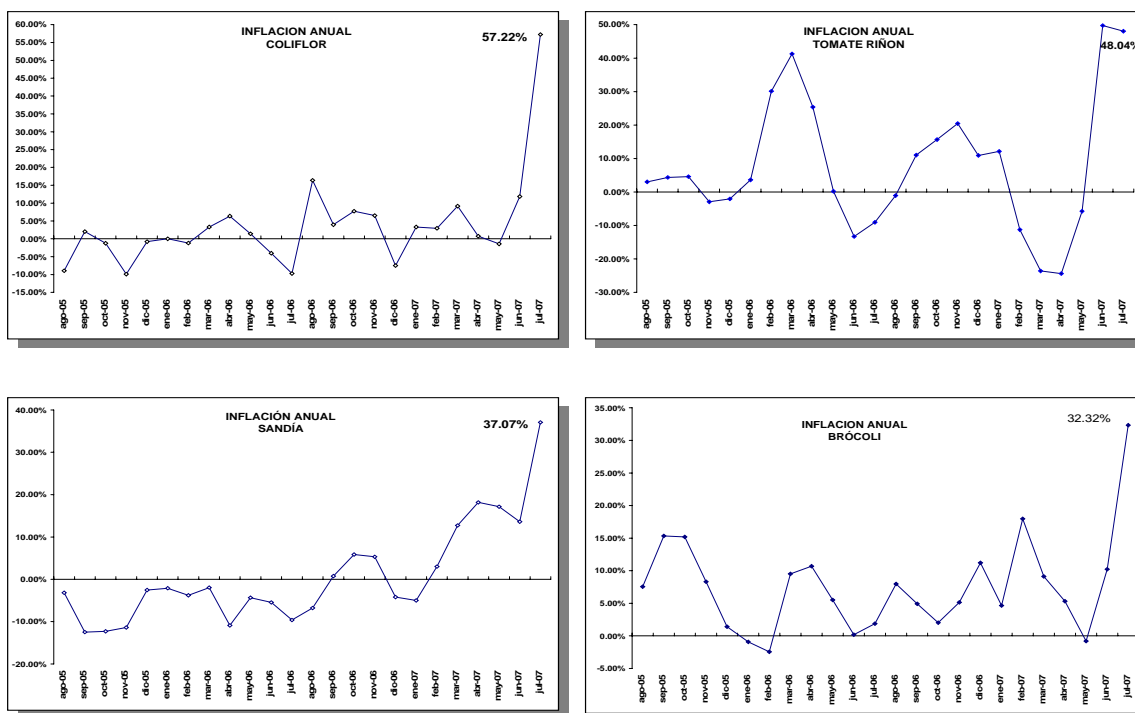 INFLACION ANUAL
COLIFLOR
57.22%
60.00%
55.00%
50.00%
45.00%
40.00%
35.00%
30.00%
25.00%
20.00%
15.00%
10.00%
5.00%
0.00%
-5.00%
-10.00%
-15.00%
ago-05
sep-05
oct-05
nov-05
dic-05
ene-06
feb-06
mar-06
abr-06
may-06
jun-06
jul-06
ago-06
sep-06
oct-06
nov-06
dic-06
ene-07
feb-07
mar-07
abr-07
may-07
jun-07
jul-07
INFLACION ANUAL
TOMATE RIÑON
48.04%
50.00%
40.00%
30.00%
20.00%
10.00%
0.00%
-10.00%
-20.00%
-30.00%
ago-05
sep-05
oct-05
nov-05
dic-05
ene-06
feb-06
mar-06
abr-06
may-06
jun-06
jul-06
ago-06
sep-06
oct-06
nov-06
dic-06
ene-07
feb-07
mar-07
abr-07
may-07
jun-07
jul-07
INFLACIÓN ANUAL
SANDÍA
37.07%
40.00%
30.00%
20.00%
10.00%
0.00%
-10.00%
-20.00%
ago-05
sep-05
oct-05
nov-05
dic-05
ene-06
feb-06
mar-06
abr-06
may-06
jun-06
jul-06
ago-06
sep-06
oct-06
nov-06
dic-06
ene-07
feb-07
mar-07
abr-07
may-07
jun-07
jul-07
INFLACION ANUAL
BRÓCOLI
32.32%
35.00%
30.00%
25.00%
20.00%
15.00%
10.00%
5.00%
0.00%
-5.00%
ago-05
sep-05
oct-05
nov-05
dic-05
ene-06
feb-06
mar-06
abr-06
may-06
jun-06
jul-06
ago-06
sep-06
oct-06
nov-06
dic-06
ene-07
feb-07
mar-07
abr-07
may-07
jun-07
jul-07